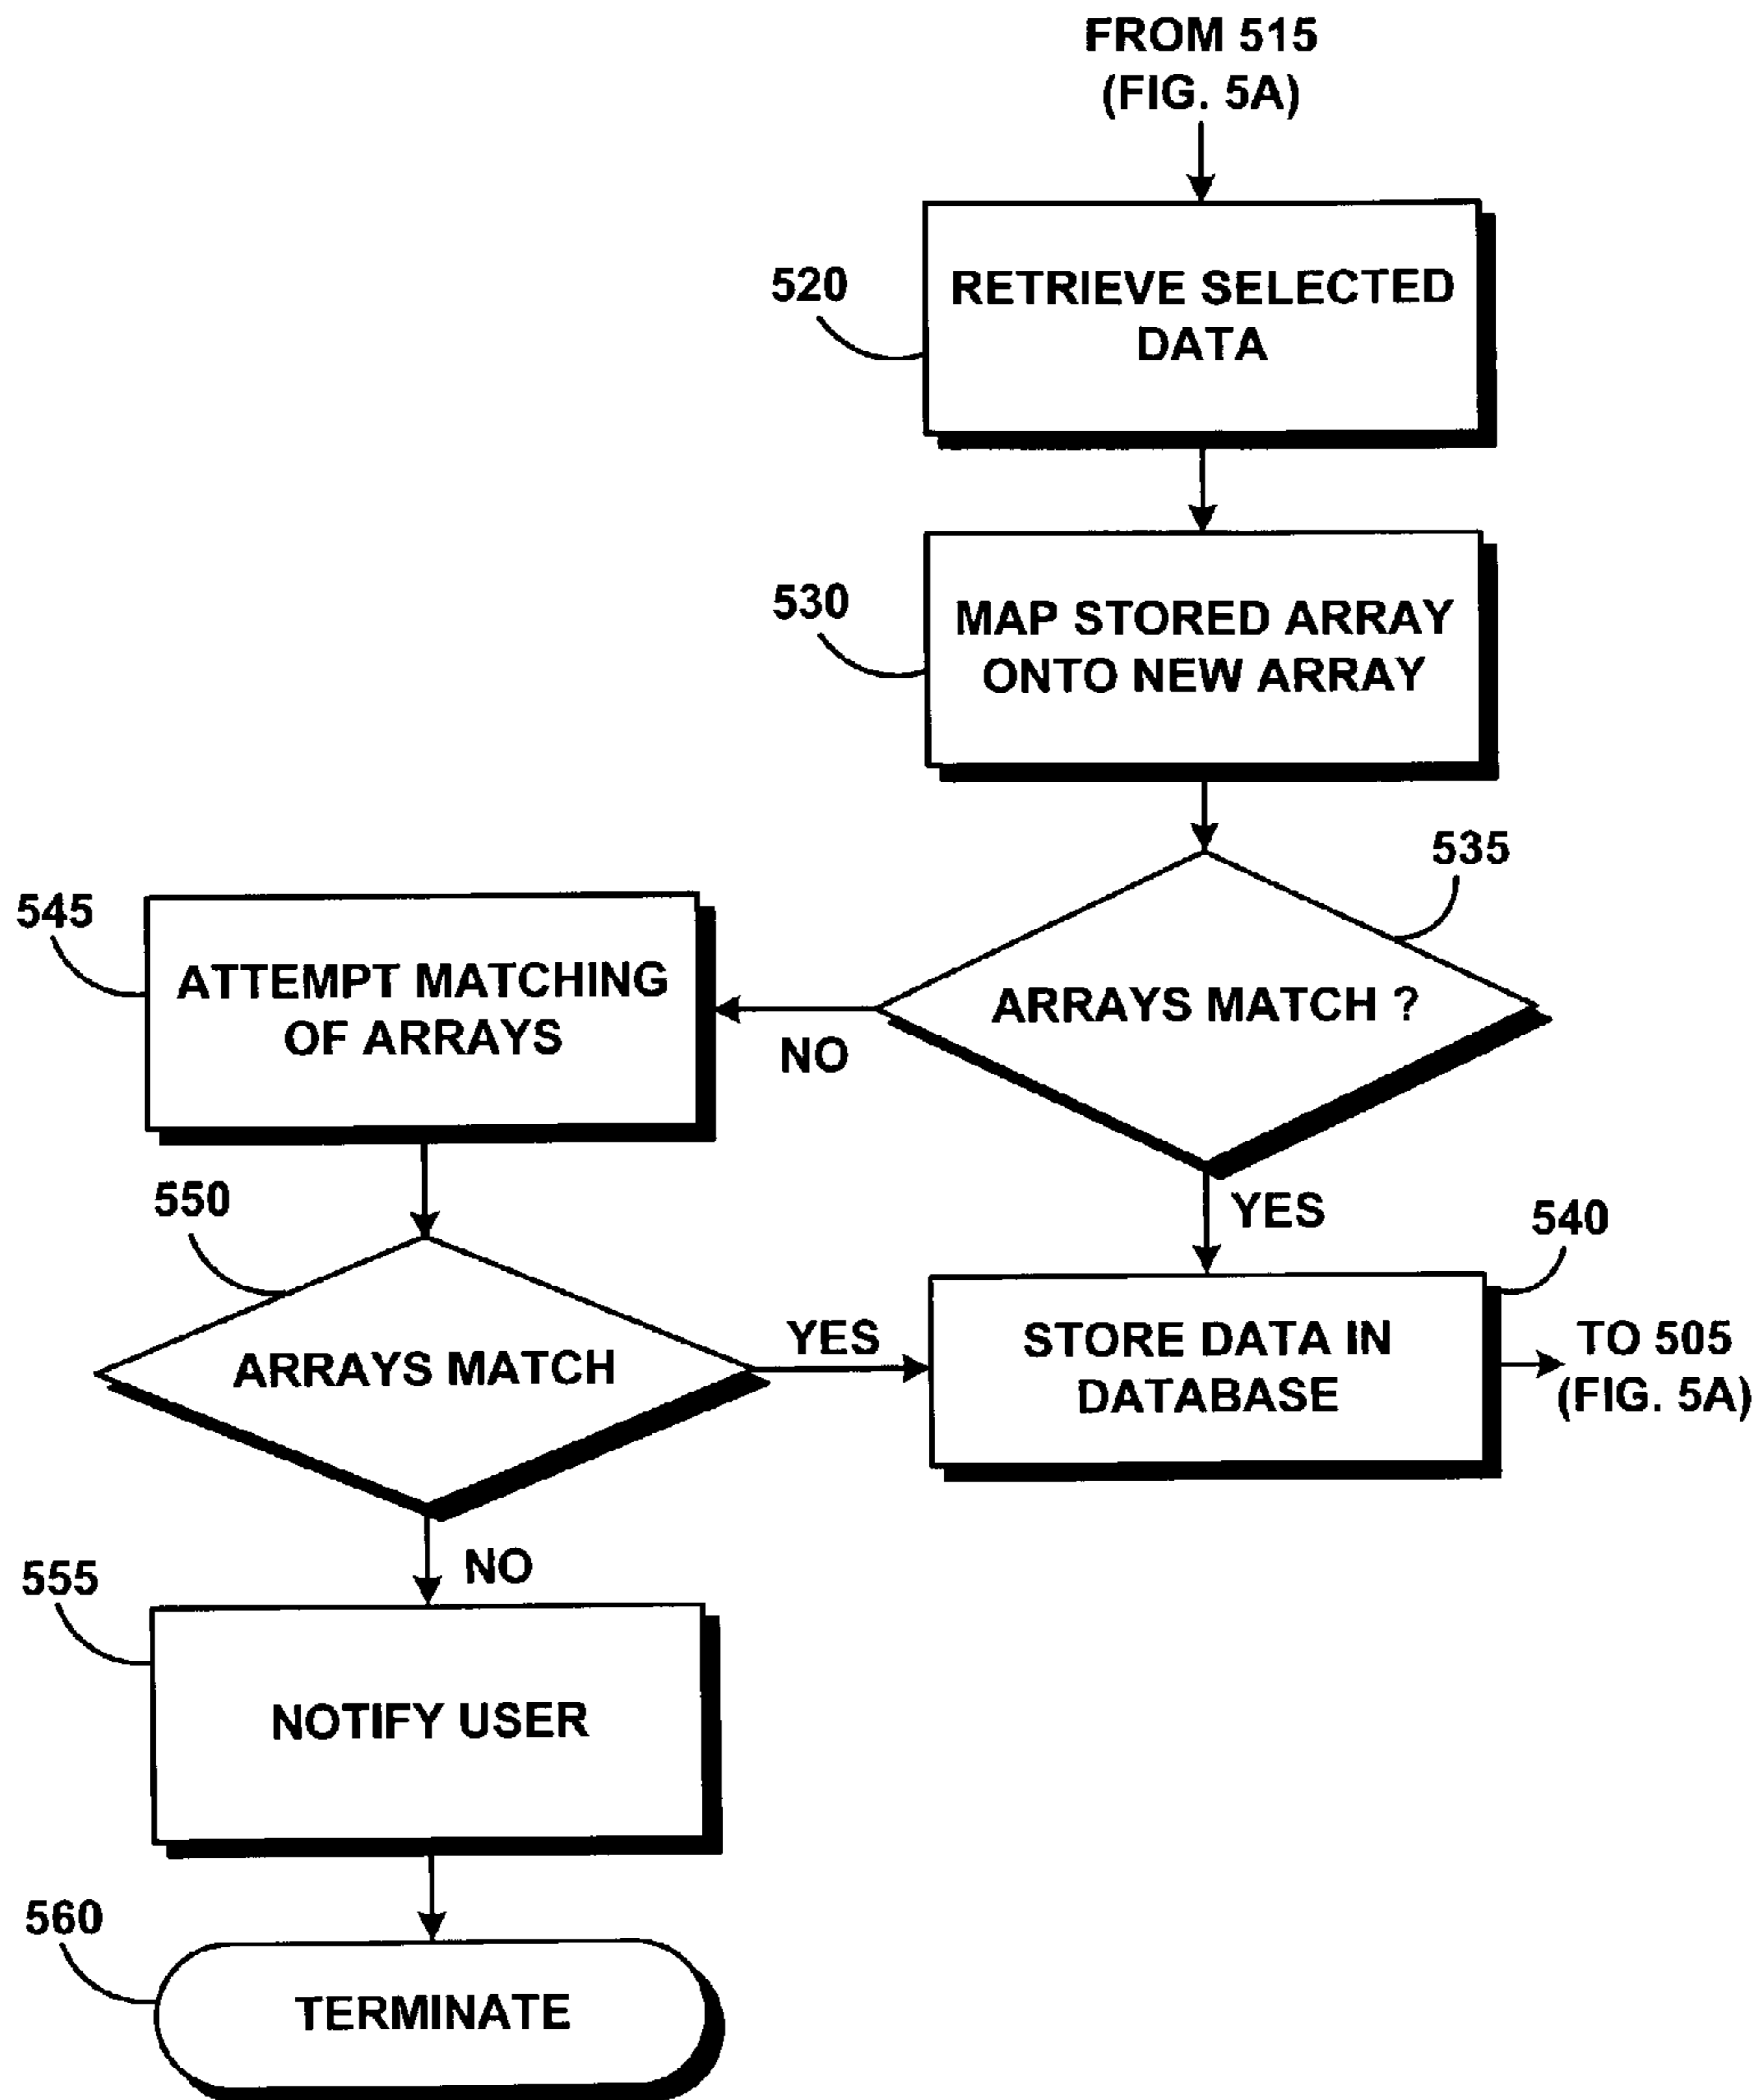 FROM 515
(FIG. 5A)
520
RETRIEVE SELECTED
DATA
530
MAP STORED ARRAY
ONTO NEW ARRAY
535
ARRAYS MATCH ?
545
ATTEMPT MATCHING
OF ARRAYS
NO
YES
550
ARRAYS MATCH
YES
540
STORE DATA IN
DATABASE
TO 505
(FIG. 5A)
NO
555
NOTIFY USER
560
TERMINATE